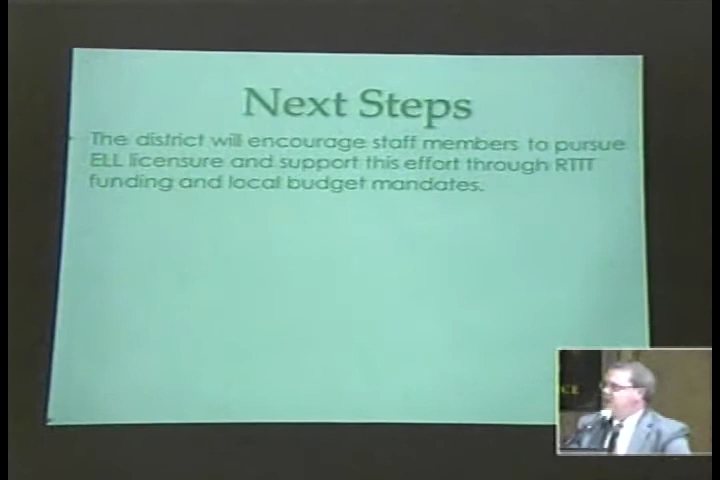 Next Steps
The district will encourage staff members to pursue
ELL licensure and support this effort through RTTT
funding and local budget mandates.
CE